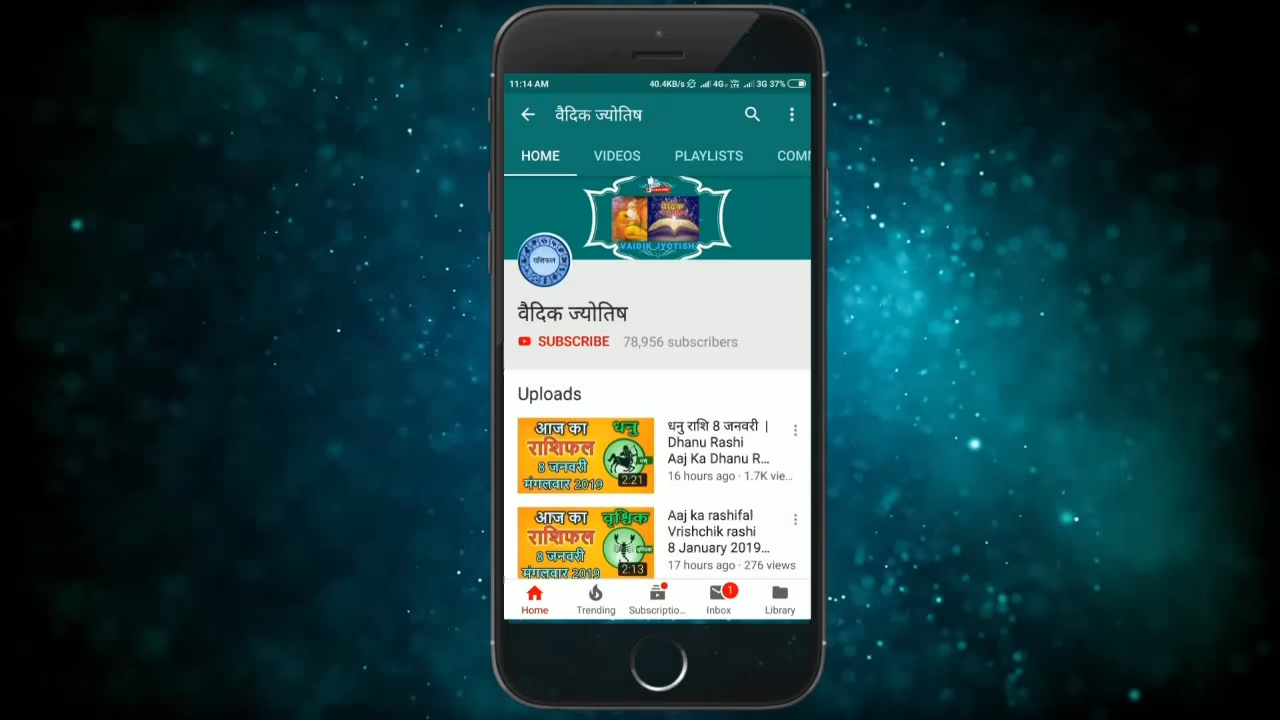 11:14 AM
40.4KB/s 4G 3G 37%
वैदिक ज्योतिष
HOME VIDEOS PLAYLISTS COMM
वैदिक
VAIDIK JYOTISH
राशिफल
वैदिक ज्योतिष
SUBSCRIBE 78,956 subscribers
Uploads
आज का धनु
राशिफल
8 जनवरी
मंगलवार 2019
2:21
धनु राशि 8 जनवरी |
Dhanu Rashi
Aaj Ka Dhanu R...
16 hours ago · 1.7K vie...
आज का वृश्चिक
राशिफल
8 जनवरी
मंगलवार 2019
2:13
Aaj ka rashifal
Vrishchik rashi
8 January 2019...
17 hours ago · 276 views
1
Home Trending Subscriptio... Inbox Library